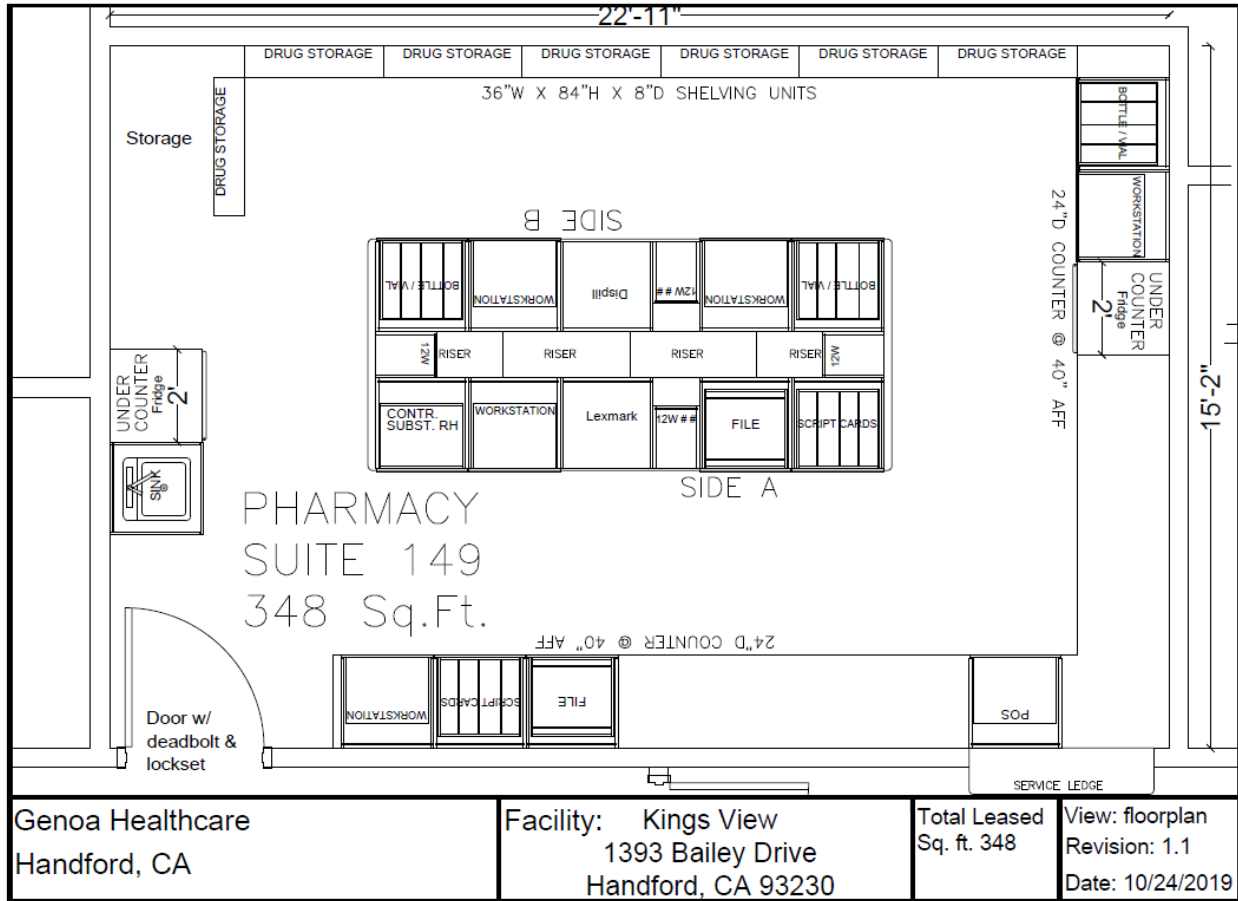 22'-11"
DRUG STORAGE
DRUG STORAGE
DRUG STORAGE
DRUG STORAGE
DRUG STORAGE
DRUG STORAGE
36"W X 84"H X 8"D SHELVING UNITS
DRUG STORAGE
Storage
BOTTLE / VIAL
WORKSTATION
24"D COUNTER @ 40" AFF
2'
UNDER
COUNTER
Fridge
15'-2"
SIDE B
BOTTLE / VIAL
WORKSTATION
Dispill
12W ##
WORKSTATION
BOTTLE / VIAL
12W
RISER
RISER
RISER
RISER
12W
CONTR.
SUBST. RH
WORKSTATION
Lexmark
12W ##
FILE
SCRIPT CARDS
SIDE A
UNDER
COUNTER
Fridge
2'
SINK
PHARMACY
SUITE 149
348 Sq.Ft.
24"D COUNTER @ 40" AFF
WORKSTATION
SCRIPT CARDS
FILE
POS
Door w/
deadbolt &
lockset
SERVICE LEDGE
Genoa Healthcare
Handford, CA
Facility: Kings View
1393 Bailey Drive
Handford, CA 93230
Total Leased
Sq. ft. 348
View: floorplan
Revision: 1.1
Date: 10/24/2019